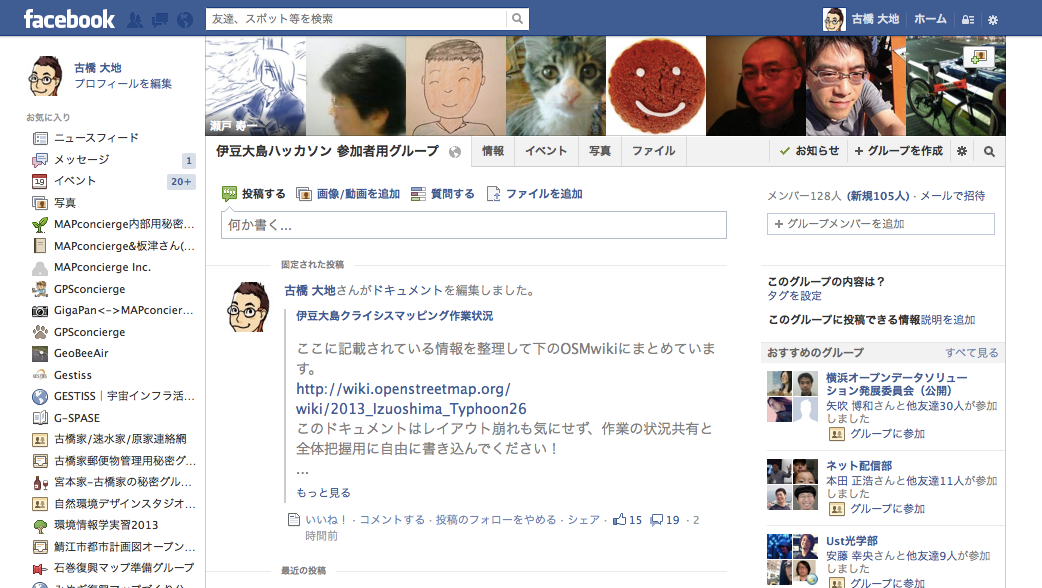 facebook
友達、スポット等を検索
古橋 大地
ホーム
古橋 大地
プロフィールを編集
お気に入り
ニュースフィード
メッセージ
1
イベント
20+
写真
MAPconcierge内部用秘密...
MAPconcierge&板津さん(...
MAPconcierge Inc.
GPSconcierge
GigaPan<->MAPconcier...
GPSconcierge
GeoBeeAir
Gestiss
GESTISS｜宇宙インフラ活...
G-SPASE
古橋家/速水家/原家連絡網
古橋家郵便物管理用秘密グ...
宮本家-古橋家の秘密グル...
自然環境デザインスタジオ...
環境情報学実習2013
鯖江市都市計画図オープン...
石巻復興マップ準備グループ
瀬戸 寿一
伊豆大島ハッカソン 参加者用グループ
情報
イベント
写真
ファイル
✓ お知らせ
+ グループを作成
投稿する
画像/動画を追加
質問する
ファイルを追加
何か書く...
固定された投稿
古橋 大地さんがドキュメントを編集しました。
伊豆大島クライシスマッピング作業状況
ここに記載されている情報を整理して下のOSMwikiにまとめていま
す。
http://wiki.openstreetmap.org/
wiki/2013_Izuoshima_Typhoon26
このドキュメントはレイアウト崩れも気にせず、作業の状況共有と
全体把握用に自由に書き込んでください！
...
もっと見る
いいね！ · コメントする · 投稿のフォローをやめる · シェア · 15 19 · 2
時間前
最近の投稿
メンバー128人 (新規105人) · メールで招待
+ グループメンバーを追加
このグループの内容は？
タグを設定
このグループに投稿できる情報説明を追加
おすすめのグループ
すべて見る
横浜オープンデータソリュー
ション発展委員会（公開）
矢吹 博和さんと他友達30人が参加
しました
グループに参加
ネット配信部
本田 正浩さんと他友達11人が参加
しました
グループに参加
Ust光学部
安藤 幸央さんと他友達9人が参加
しました
グループに参加